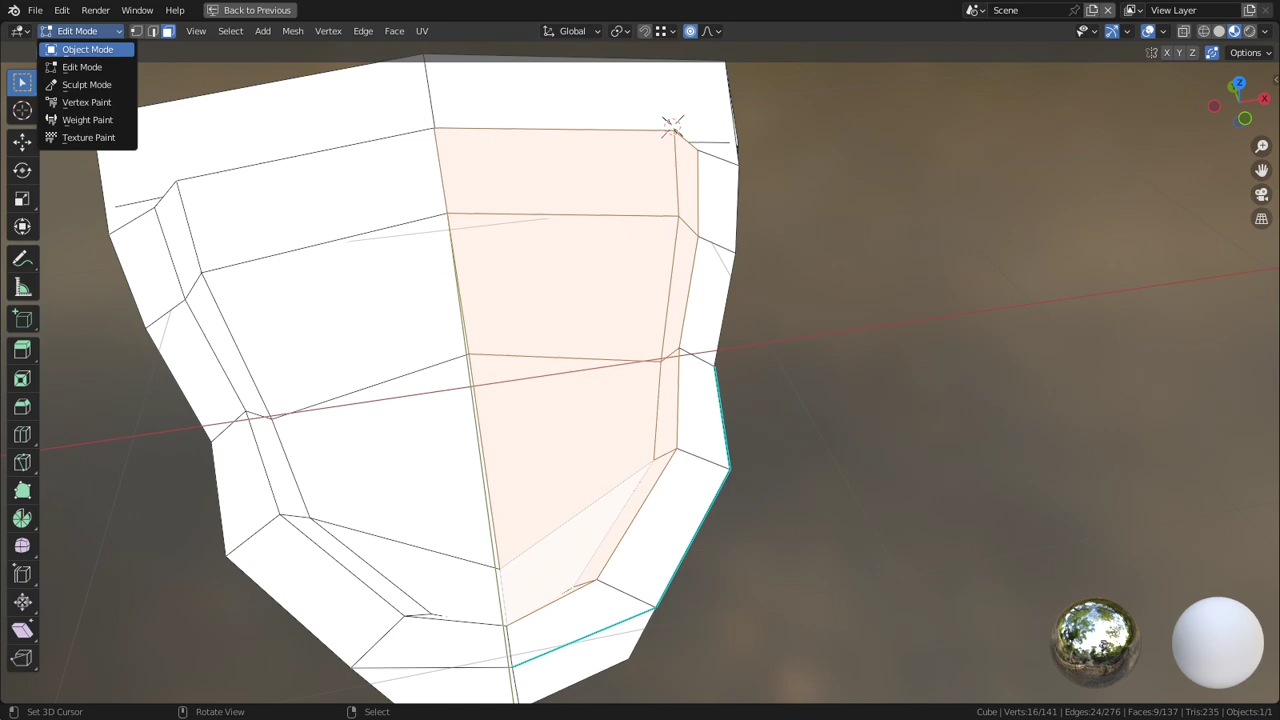 File Edit Render Window Help Back to Previous Scene View Layer
Edit Mode View Select Add Mesh Vertex Edge Face UV Global
Object Mode
Edit Mode
Sculpt Mode
Vertex Paint
Weight Paint
Texture Paint
X Y Z Options
Z
X
Set 3D Cursor Rotate View Select Cube | Verts:16/141 | Edges:24/276 | Faces:9/137 | Tris:235 | Objects:1/1